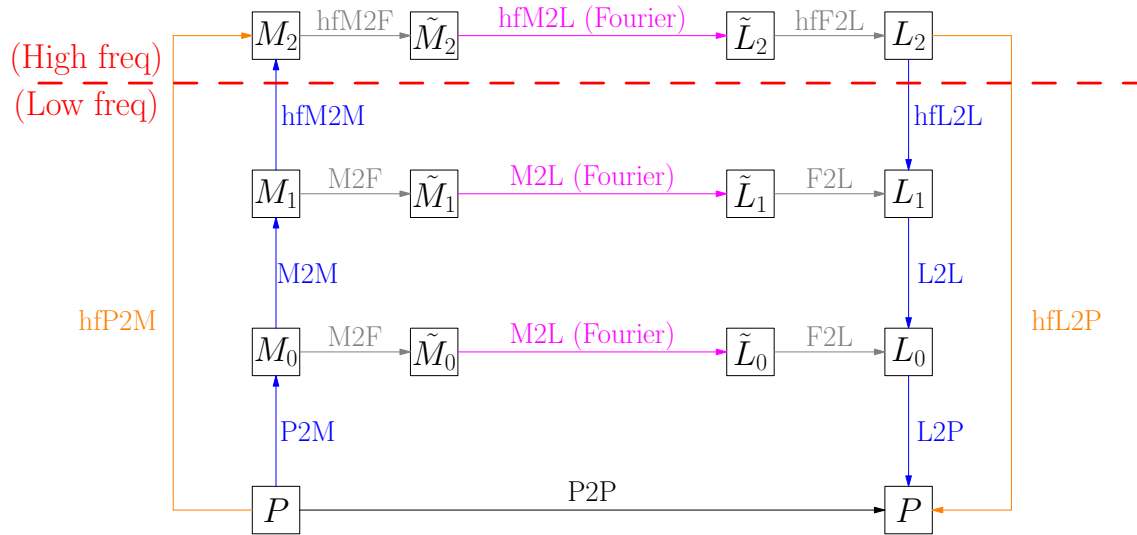 hfM2F hfM2L (Fourier) hfF2L
M₂ M̃₂ L̃₂ L₂
(High freq)
(Low freq)
hfM2M hfL2L
M2F M2L (Fourier) F2L
M₁ M̃₁ L̃₁ L₁
M2M L2L
hfP2M hfL2P
M2F M2L (Fourier) F2L
M₀ M̃₀ L̃₀ L₀
P2M L2P
P2P
P P